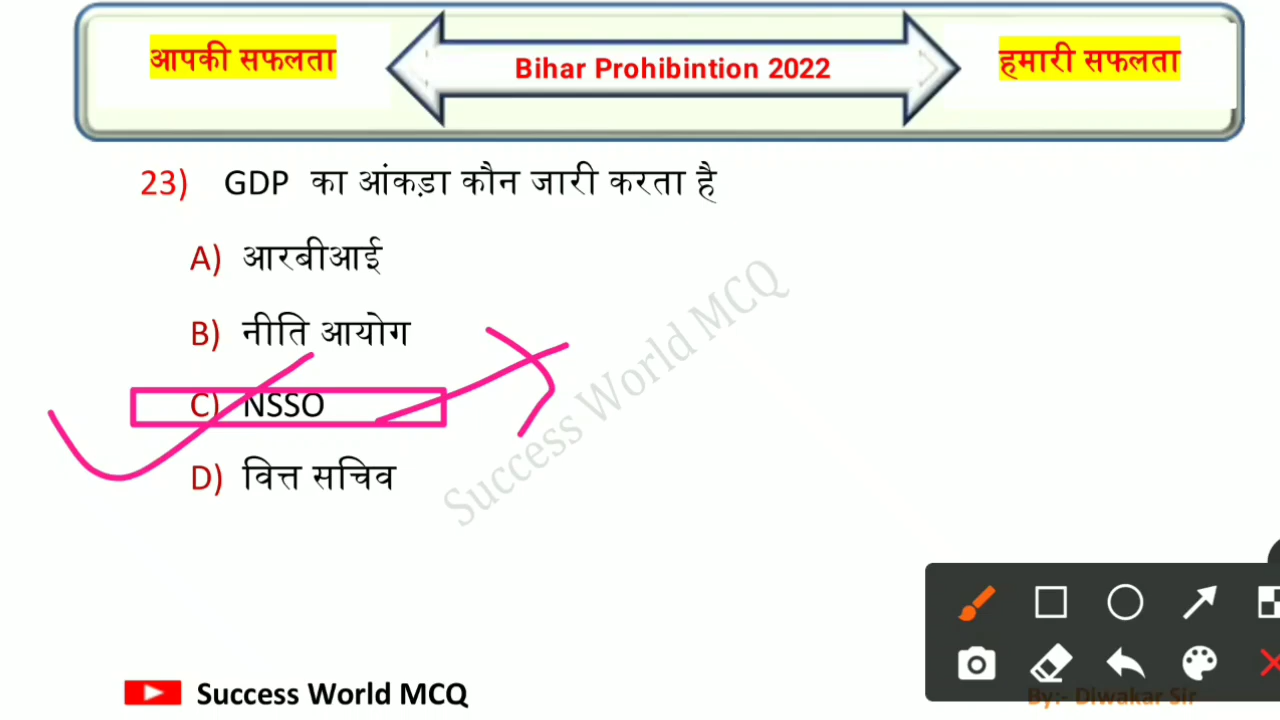 आपकी सफलता
Bihar Prohibintion 2022
हमारी सफलता
23) GDP का आंकड़ा कौन जारी करता है
A) आरबीआई
B) नीति आयोग
C) NSSO
D) वित्त सचिव
Success World MCQ
Success World MCQ
By:- Diwakar Sir